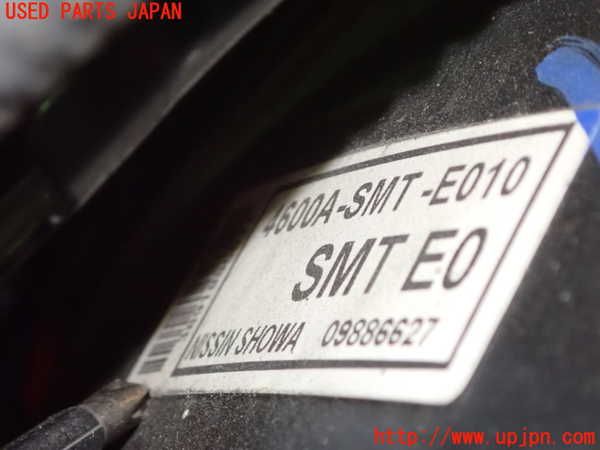 USED PARTS JAPAN
4600A-SMT-E010
SMT E0
NISSIN SHOWA 09886627
http://www.upjpn.com/